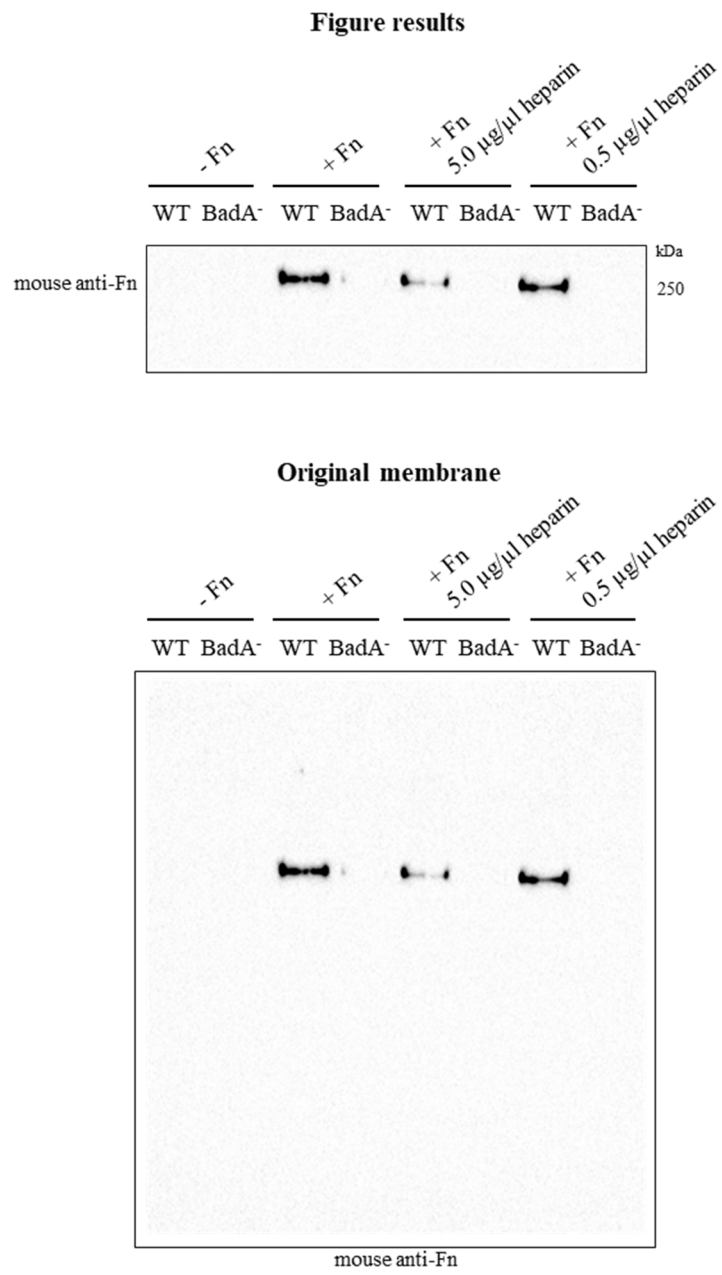 Figure results
- Fn
+ Fn
+ Fn
5.0 µg/µl heparin
+ Fn
0.5 µg/µl heparin
WT BadA- WT BadA- WT BadA- WT BadA-
kDa
mouse anti-Fn
250
Original membrane
- Fn
+ Fn
+ Fn
5.0 µg/µl heparin
+ Fn
0.5 µg/µl heparin
WT BadA- WT BadA- WT BadA- WT BadA-
mouse anti-Fn